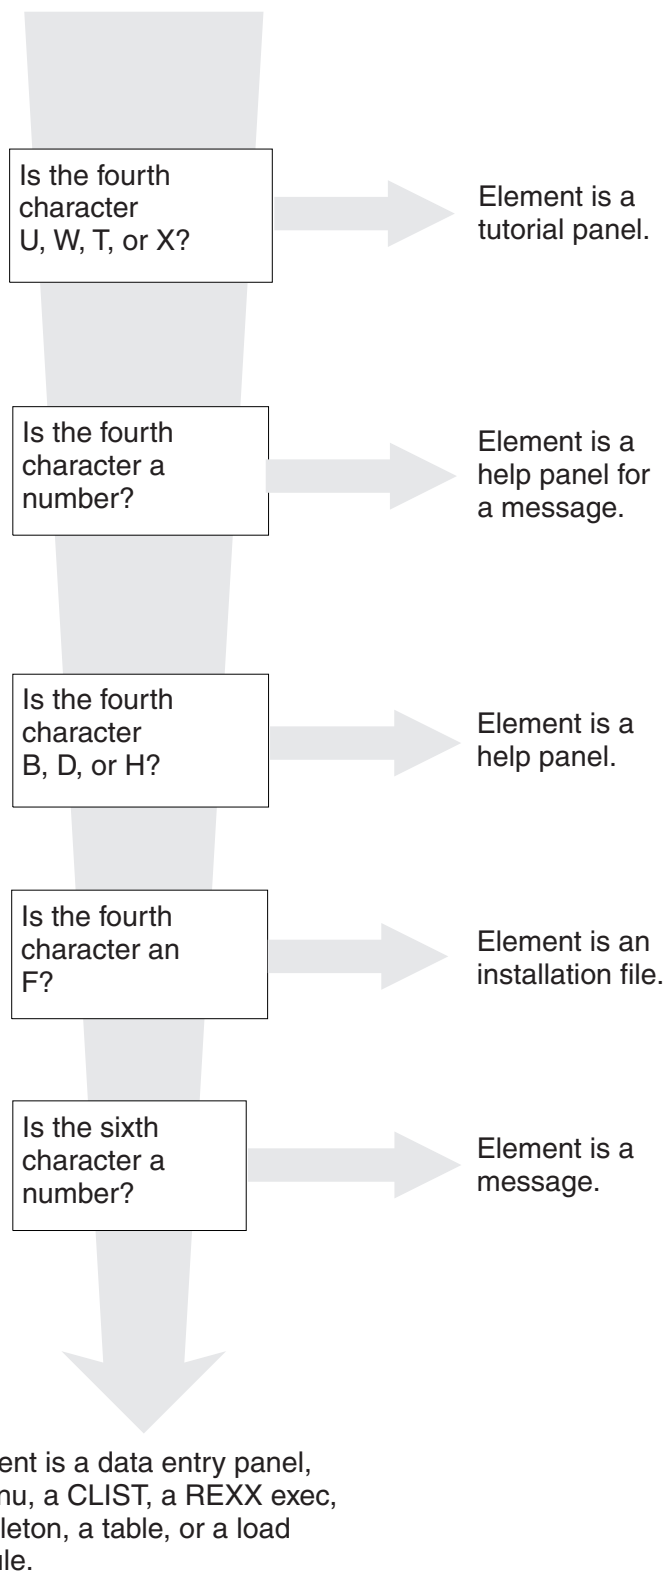 Is the fourth
character
U, W, T, or X?
Element is a
tutorial panel.
Is the fourth
character a
number?
Element is a
help panel for
a message.
Is the fourth
character
B, D, or H?
Element is a
help panel.
Is the fourth
character an
F?
Element is an
installation file.
Is the sixth
character a
number?
Element is a
message.
ent is a data entry panel,
nu, a CLIST, a REXX exec,
leton, a table, or a load
ule.